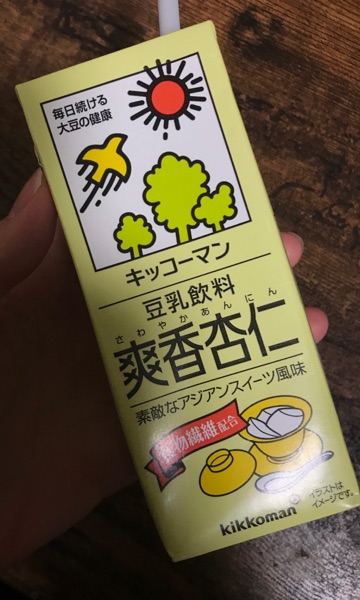 毎日続ける
大豆の健康
キッコーマン
豆乳飲料
さわやかあんにん
爽香杏仁
素敵なアジアンスイーツ風味
物繊維配合
kikkoman
イラストは
イメージです。